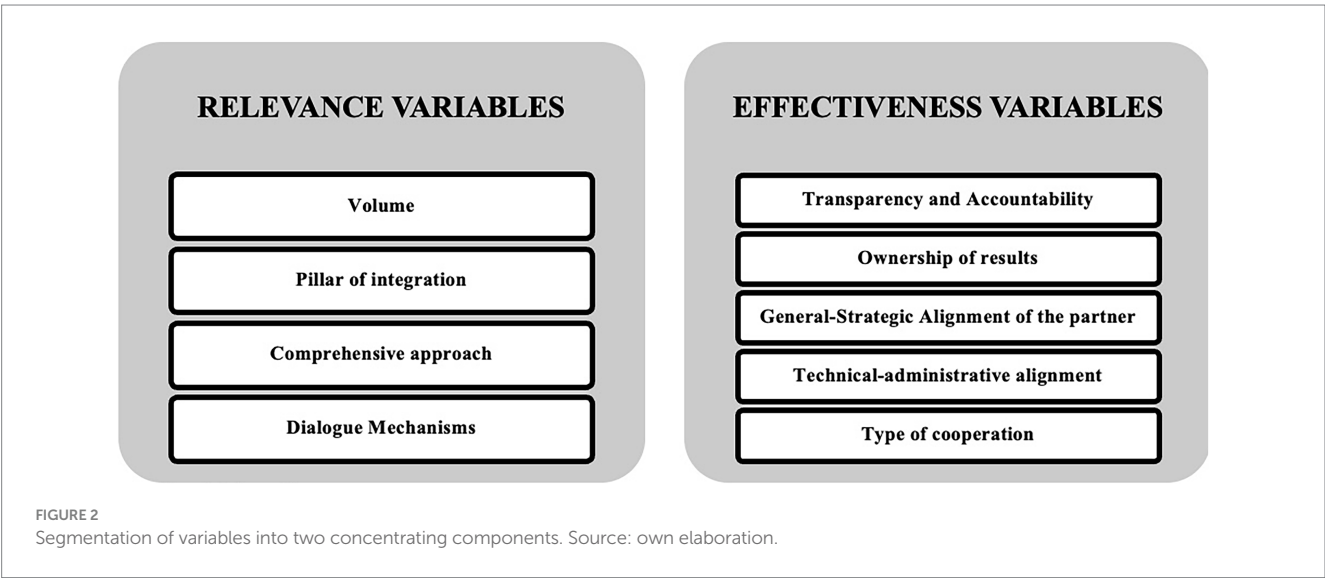 RELEVANCE VARIABLES
Volume
Pillar of integration
Comprehensive approach
Dialogue Mechanisms
EFFECTIVENESS VARIABLES
Transparency and Accountability
Ownership of results
General-Strategic Alignment of the partner
Technical-administrative alignment
Type of cooperation
FIGURE 2
Segmentation of variables into two concentrating components. Source: own elaboration.